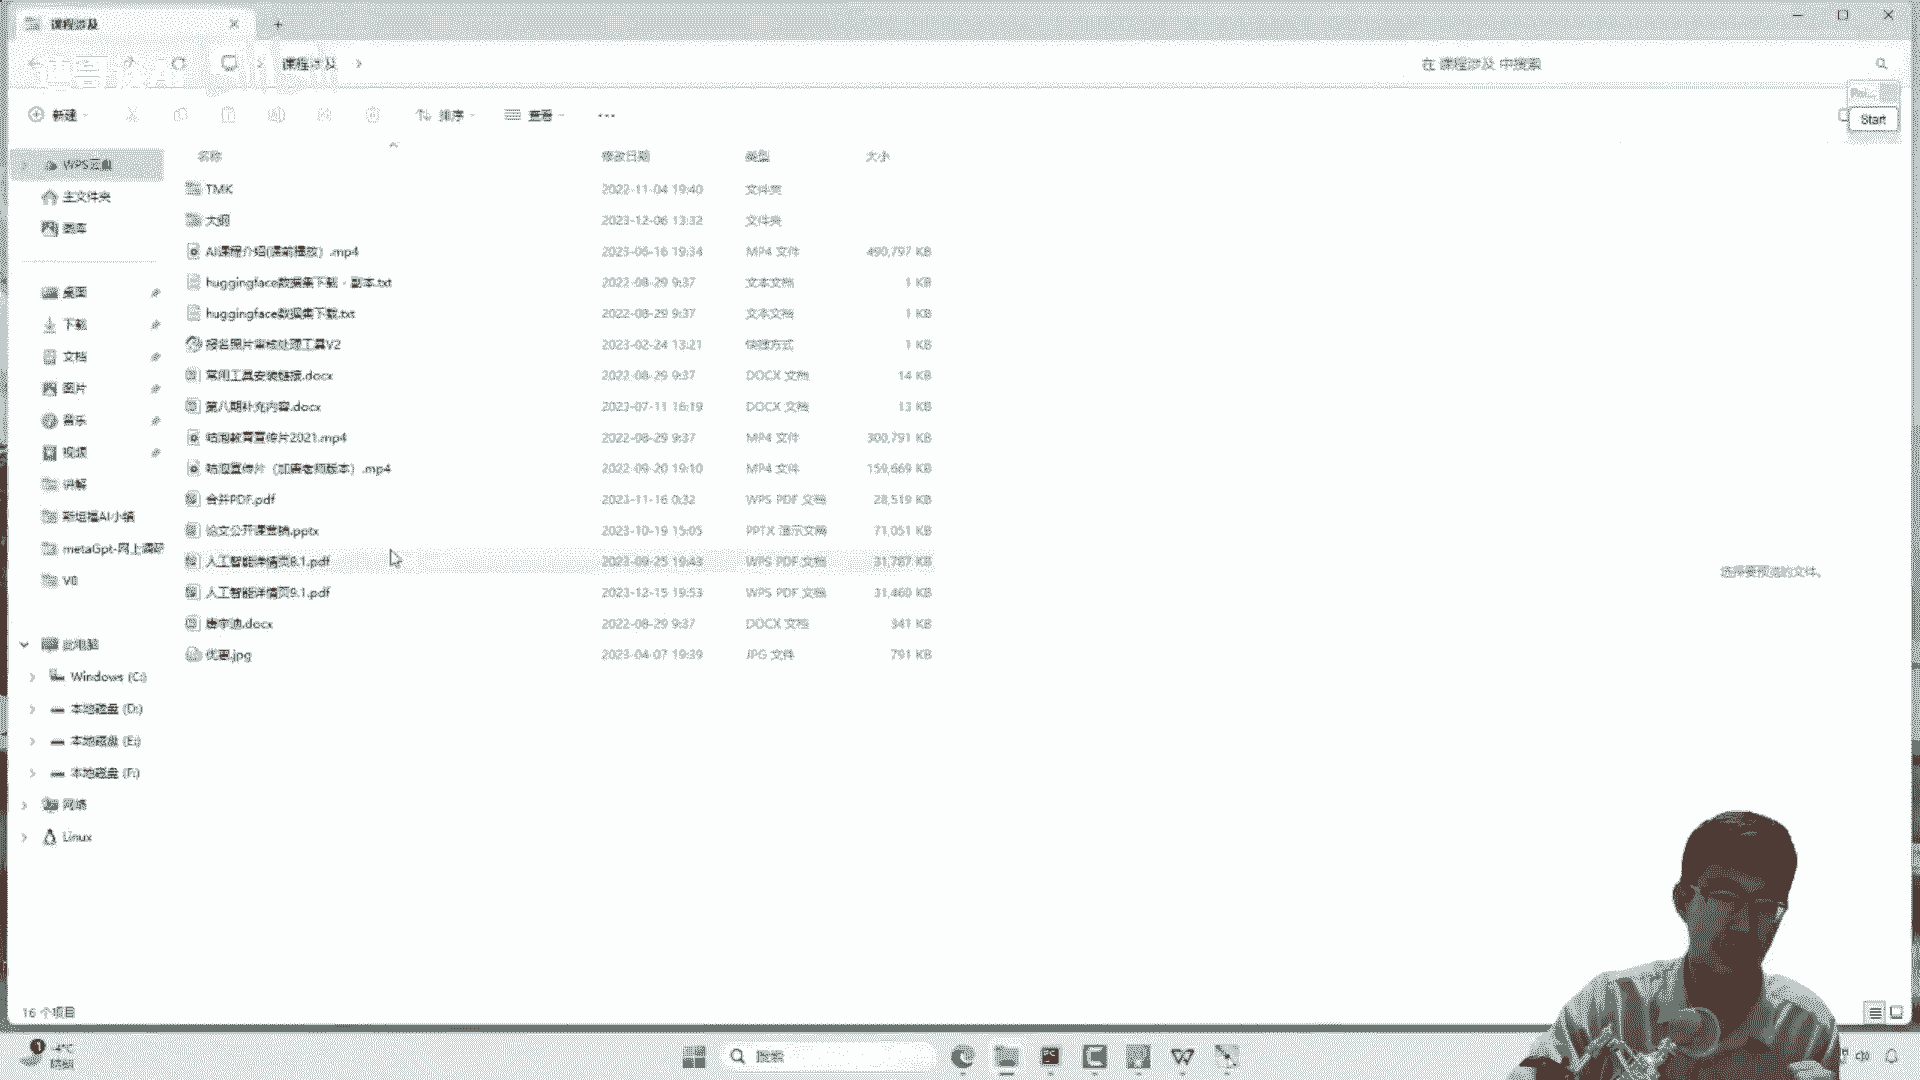 课程涉及
课程涉及
在 课程涉及 中搜索
新建
排序
查看
Start
名称 修改日期 类型 大小
WPS云盘
主文件夹
图库
桌面
下载
文档
图片
音乐
视频
讲解
斯坦福AI小镇
metaGpt-网上调研
V8
此电脑
Windows (C:)
本地磁盘 (D:)
本地磁盘 (E:)
本地磁盘 (F:)
网络
Linux
TMK 2022-11-04 19:40 文件夹
大纲 2023-12-06 13:32 文件夹
AI课程介绍(课前播放）.mp4 2023-06-16 19:34 MP4 文件 490,797 KB
huggingface数据集下载 - 副本.txt 2022-08-29 9:37 文本文档 1 KB
huggingface数据集下载.txt 2022-08-29 9:37 文本文档 1 KB
报名照片审核处理工具V2 2023-02-24 13:21 快捷方式 1 KB
常用工具安装链接.docx 2022-08-29 9:37 DOCX 文档 14 KB
第八期补充内容.docx 2023-07-11 16:19 DOCX 文档 13 KB
咕泡教育宣传片2021.mp4 2022-08-29 9:37 MP4 文件 300,791 KB
咕泡宣传片（加唐老师版本）.mp4 2022-09-20 19:10 MP4 文件 159,669 KB
合并PDF.pdf 2023-11-16 0:32 WPS PDF 文档 28,519 KB
论文公开课营销.pptx 2023-10-19 15:05 PPTX 演示文稿 71,051 KB
人工智能详情页8.1.pdf 2023-09-25 19:43 WPS PDF 文档 31,787 KB
人工智能详情页9.1.pdf 2023-12-15 19:53 WPS PDF 文档 31,460 KB
唐宇迪.docx 2022-08-29 9:37 DOCX 文档 341 KB
优惠.jpg 2023-04-07 19:39 JPG 文件 791 KB
选择要预览的文件。
16 个项目
-4°C
搜索